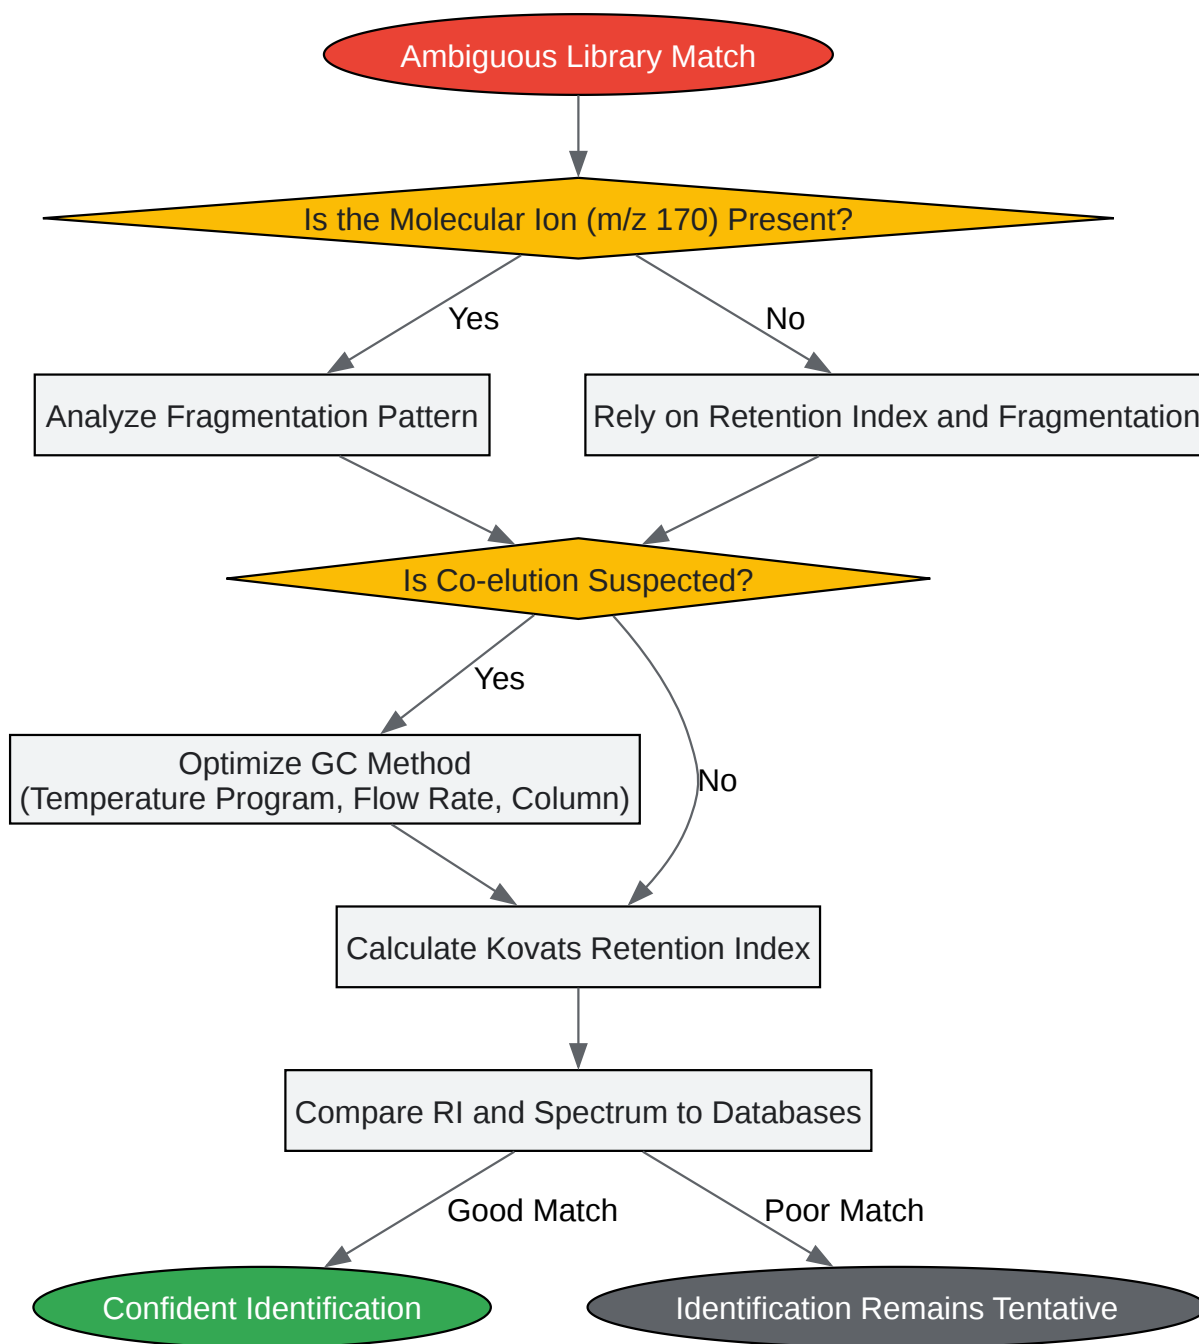 Ambiguous Library Match
Is the Molecular Ion (m/z 170) Present?
Yes
No
Analyze Fragmentation Pattern
Rely on Retention Index and Fragmentation
Is Co-elution Suspected?
Yes
Optimize GC Method
(Temperature Program, Flow Rate, Column)
No
Calculate Kovats Retention Index
Compare RI and Spectrum to Databases
Good Match
Poor Match
Confident Identification
Identification Remains Tentative